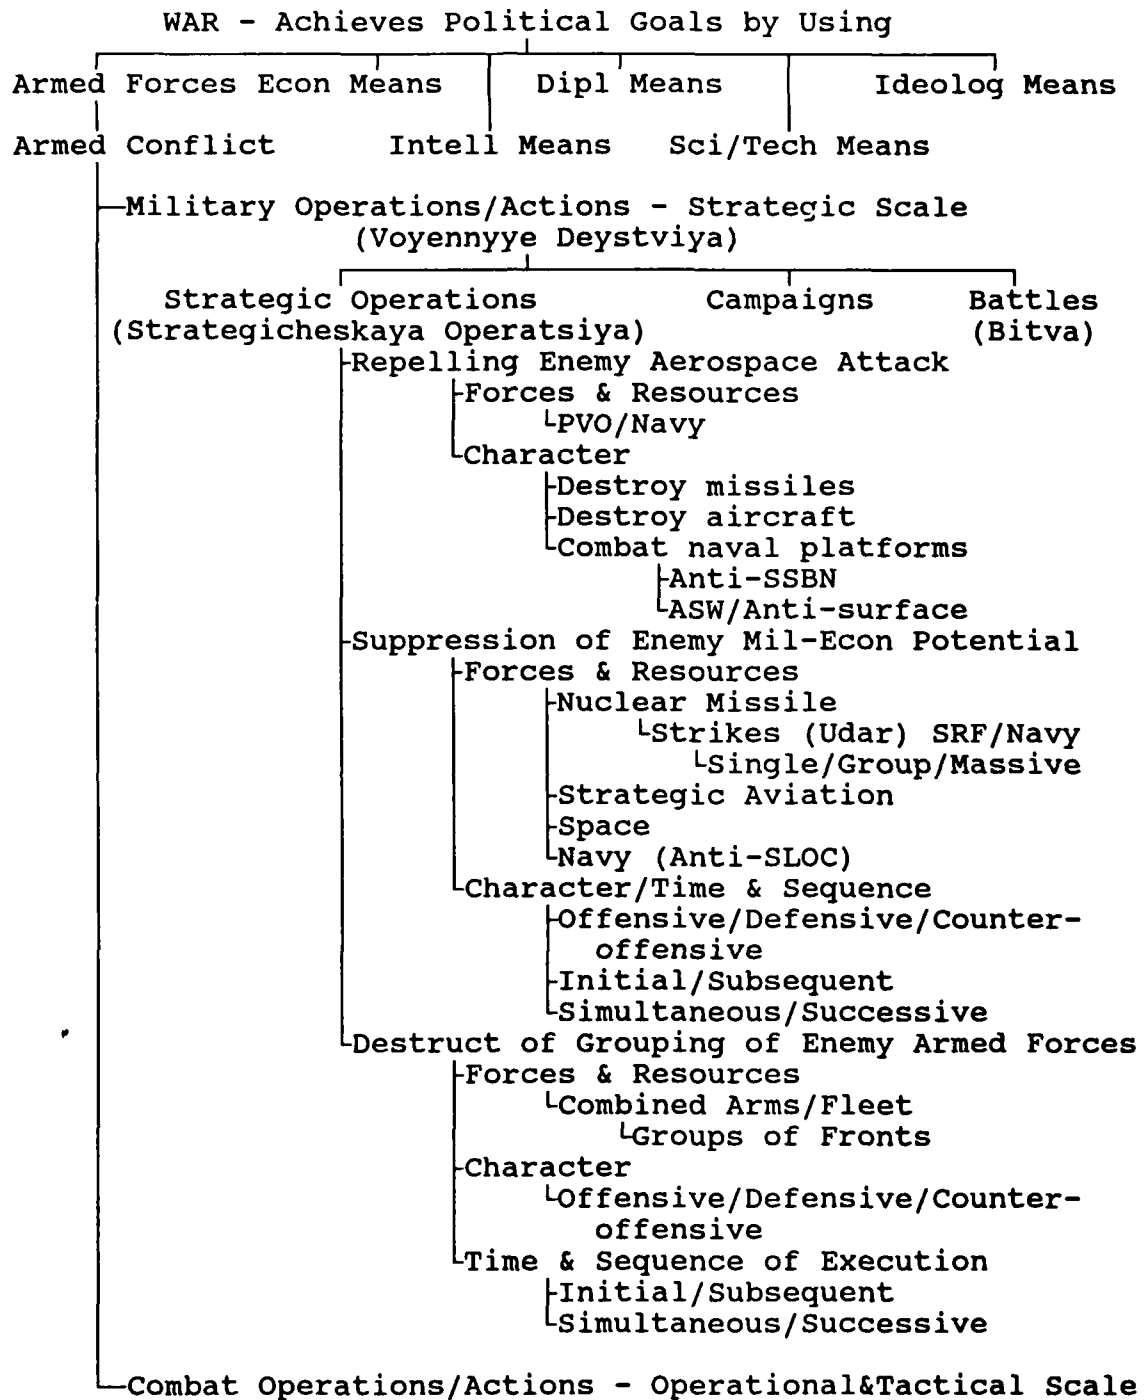 WAR - Achieves Political Goals by Using
Armed Forces Econ Means Dipl Means Ideolog Means
Armed Conflict Intell Means Sci/Tech Means
Military Operations/Actions - Strategic Scale
(Voyennyye Deystviya)
Strategic Operations Campaigns Battles
(Strategicheskaya Operatsiya) (Bitva)
Repelling Enemy Aerospace Attack
Forces & Resources
PVO/Navy
Character
Destroy missiles
Destroy aircraft
Combat naval platforms
Anti-SSBN
ASW/Anti-surface
Suppression of Enemy Mil-Econ Potential
Forces & Resources
Nuclear Missile
Strikes (Udar) SRF/Navy
Single/Group/Massive
Strategic Aviation
Space
Navy (Anti-SLOC)
Character/Time & Sequence
Offensive/Defensive/Counter-
offensive
Initial/Subsequent
Simultaneous/Successive
Destruct of Grouping of Enemy Armed Forces
Forces & Resources
Combined Arms/Fleet
Groups of Fronts
Character
Offensive/Defensive/Counter-
offensive
Time & Sequence of Execution
Initial/Subsequent
Simultaneous/Successive
Combat Operations/Actions - Operational&Tactical Scale